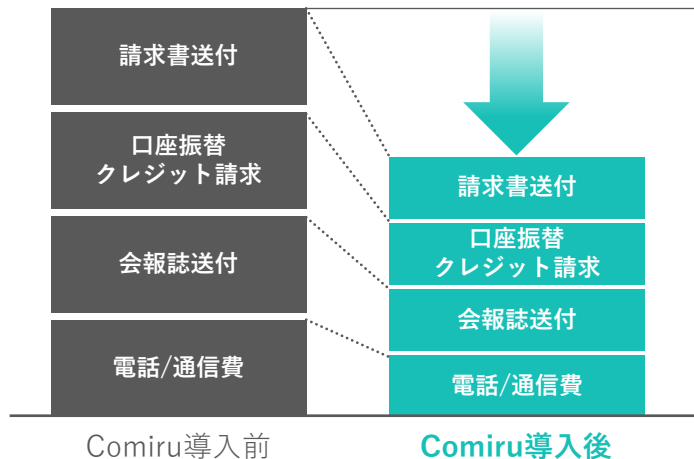 請求書送付
口座振替
クレジット請求
会報誌送付
電話/通信費
Comiru導入前
請求書送付
口座振替
クレジット請求
会報誌送付
電話/通信費
Comiru導入後